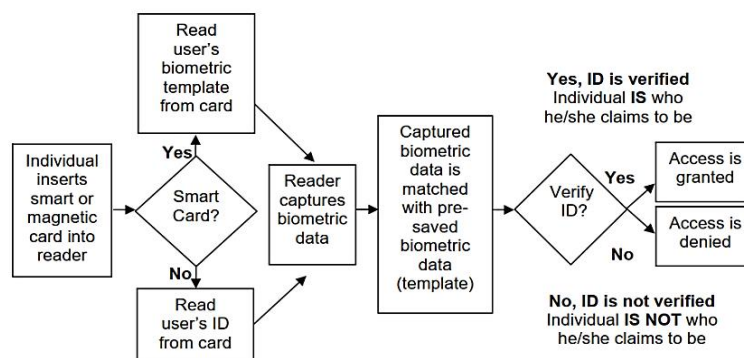 Individual
inserts
smart or
magnetic
card into
reader
Smart
Card?
Yes
Read
user's
biometric
template
from card
No
Read
user's ID
from card
Reader
captures
biometric
data
Captured
biometric
data is
matched
with pre-
saved
biometric
data
(template)
Verify
ID?
Yes, ID is verified
Individual IS who
he/she claims to be
Yes
Access is
granted
No
Access is
denied
No, ID is not verified
Individual IS NOT who
he/she claims to be